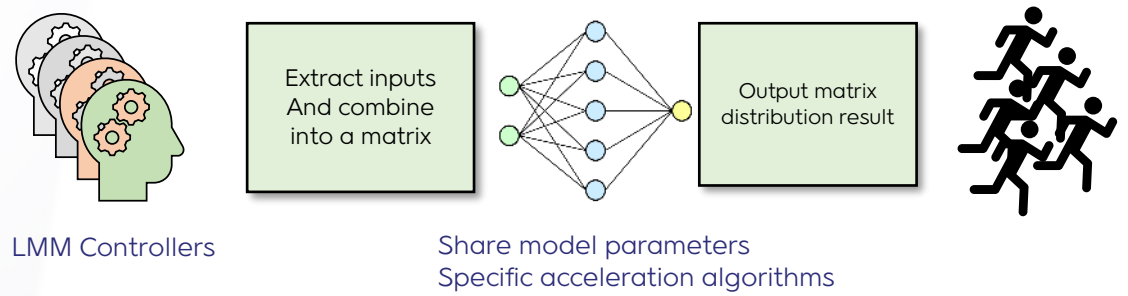 Extract inputs
And combine
into a matrix
Output matrix
distribution result
LMM Controllers
Share model parameters
Specific acceleration algorithms